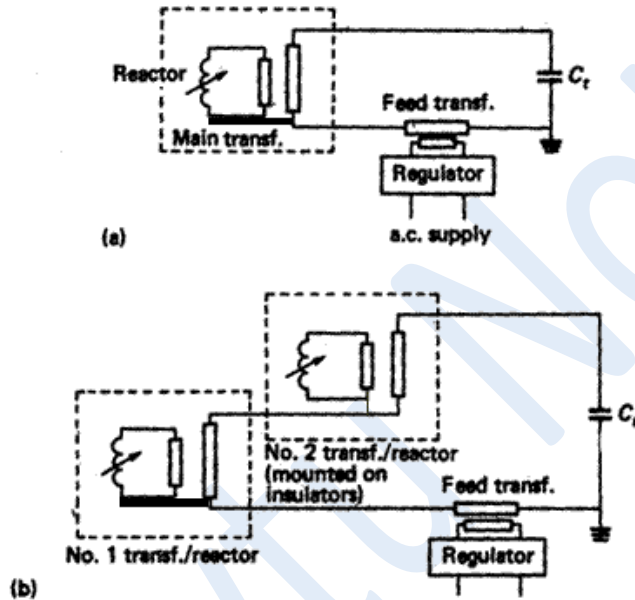 Reactor
Main transf.
Feed transf.
Regulator
a.c. supply
Cₜ
(a)
No. 2 transf./reactor
(mounted on
insulators)
Feed transf.
No. 1 transf./reactor
Regulator
(b)